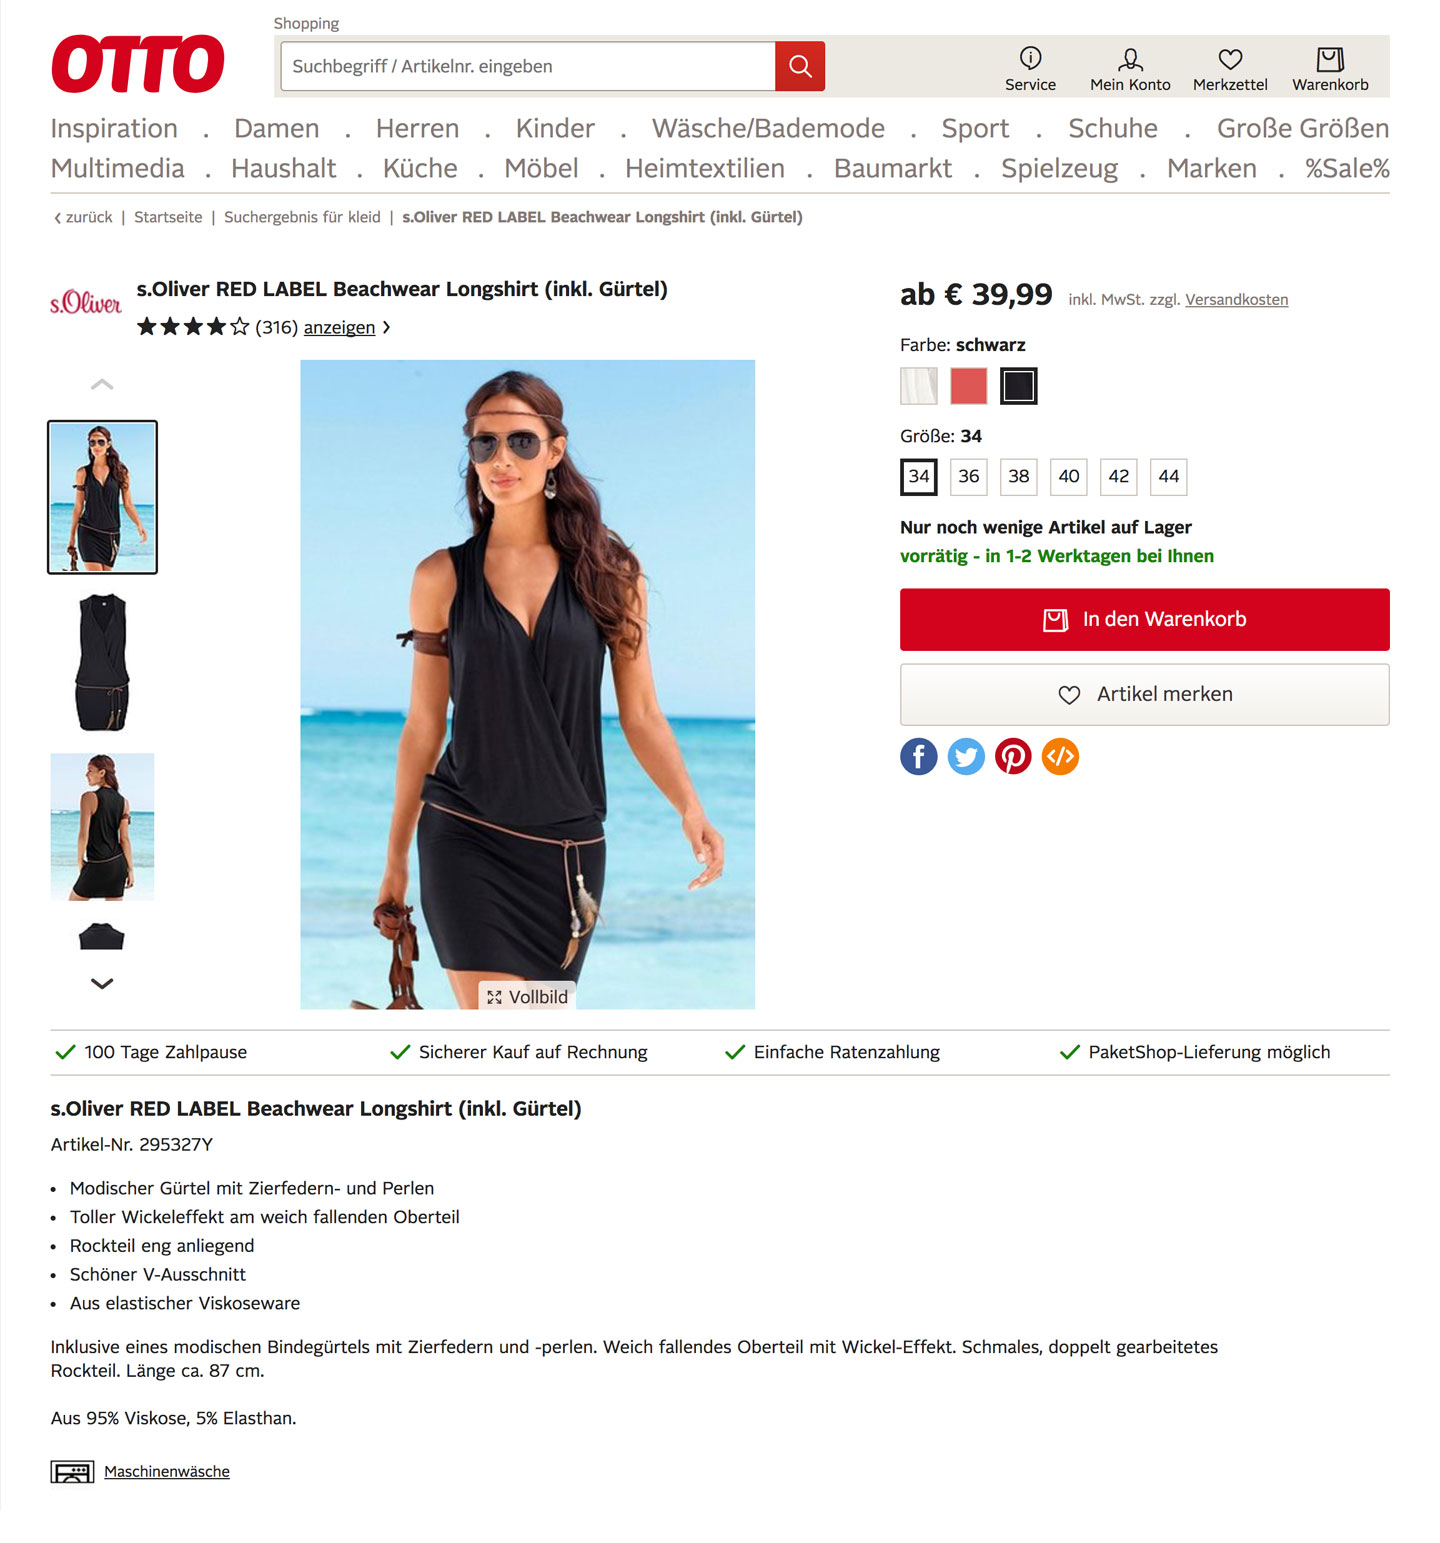 Shopping
OTTO
Suchbegriff / Artikelnr. eingeben
Service
Mein Konto
Merkzettel
Warenkorb
Inspiration . Damen . Herren . Kinder . Wäsche/Bademode . Sport . Schuhe . Große Größen
Multimedia . Haushalt . Küche . Möbel . Heimtextilien . Baumarkt . Spielzeug . Marken . %Sale%
‹ zurück | Startseite | Suchergebnis für kleid | s.Oliver RED LABEL Beachwear Longshirt (inkl. Gürtel)
s.Oliver
s.Oliver RED LABEL Beachwear Longshirt (inkl. Gürtel)
(316) anzeigen ›
Vollbild
ab € 39,99 inkl. MwSt. zzgl. Versandkosten
Farbe: schwarz
Größe: 34
34 36 38 40 42 44
Nur noch wenige Artikel auf Lager
vorrätig - in 1-2 Werktagen bei Ihnen
In den Warenkorb
Artikel merken
100 Tage Zahlpause
Sicherer Kauf auf Rechnung
Einfache Ratenzahlung
PaketShop-Lieferung möglich
s.Oliver RED LABEL Beachwear Longshirt (inkl. Gürtel)
Artikel-Nr. 295327Y
• Modischer Gürtel mit Zierfedern- und Perlen
• Toller Wickeleffekt am weich fallenden Oberteil
• Rockteil eng anliegend
• Schöner V-Ausschnitt
• Aus elastischer Viskoseware
Inklusive eines modischen Bindegürtels mit Zierfedern und -perlen. Weich fallendes Oberteil mit Wickel-Effekt. Schmales, doppelt gearbeitetes
Rockteil. Länge ca. 87 cm.
Aus 95% Viskose, 5% Elasthan.
Maschinenwäsche